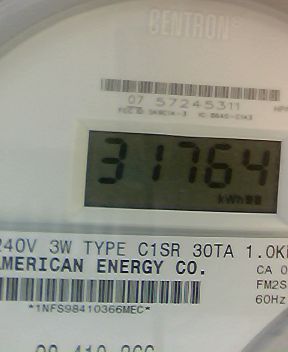 CENTRON®
07 57245311
31764
kWh
240V 3W TYPE C1SR 30TA 1.0K
AMERICAN ENERGY CO.
CA 0
FM2S
60Hz
*1NFS98410366MEC*